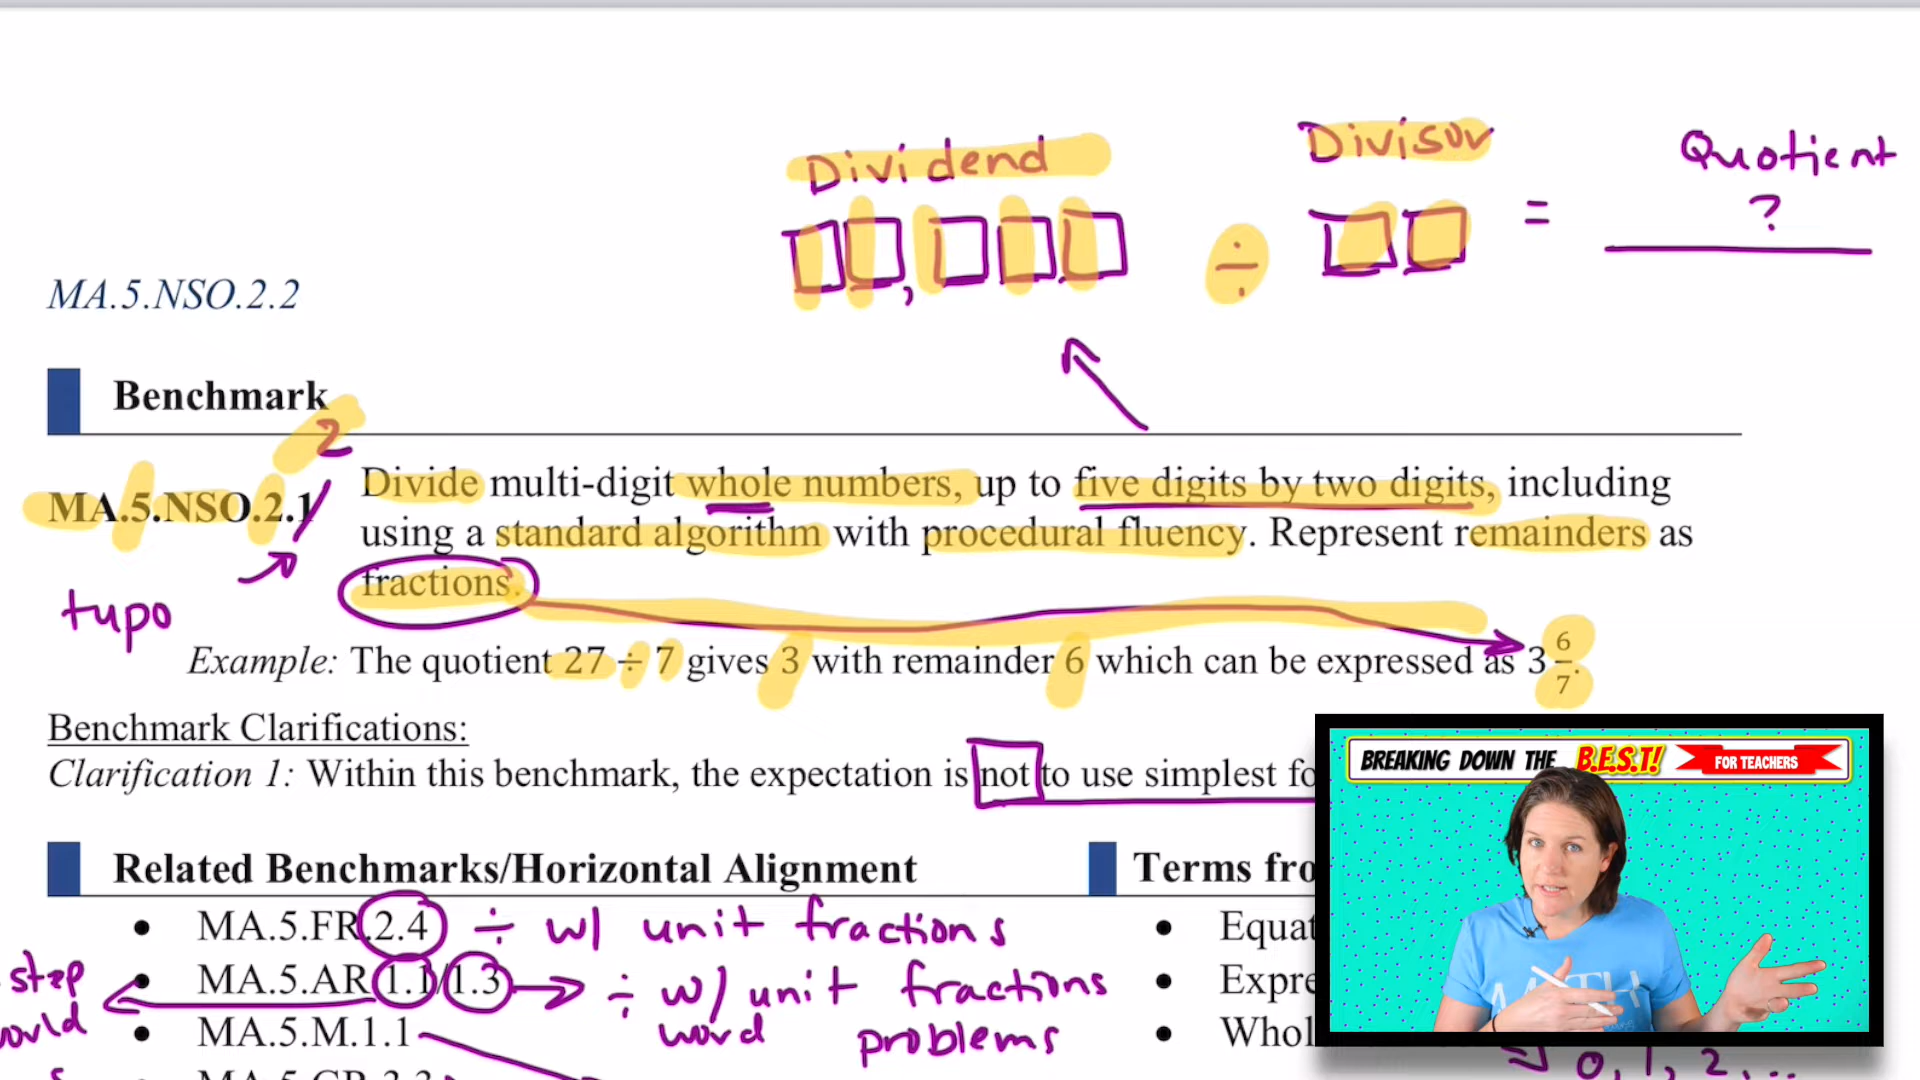 Dividend
Divisor
Quotient
, ÷ = ?
MA.5.NSO.2.2
Benchmark
2
MA.5.NSO.2.1
Divide multi-digit whole numbers, up to five digits by two digits, including
using a standard algorithm with procedural fluency. Represent remainders as
fractions.
typo
Example: The quotient 27 ÷ 7 gives 3 with remainder 6 which can be expressed as 3 6/7.
Benchmark Clarifications:
Clarification 1: Within this benchmark, the expectation is not to use simplest fo
BREAKING DOWN THE B.E.S.T! FOR TEACHERS
MATH
Related Benchmarks/Horizontal Alignment
• MA.5.FR.2.4 ÷ w/ unit fractions
step
• MA.5.AR.1.1/1.3 ÷ w/ unit fractions
word problems
• MA.5.M.1.1
Terms fro
• Equat
• Expre
• Whol
0, 1, 2, ...